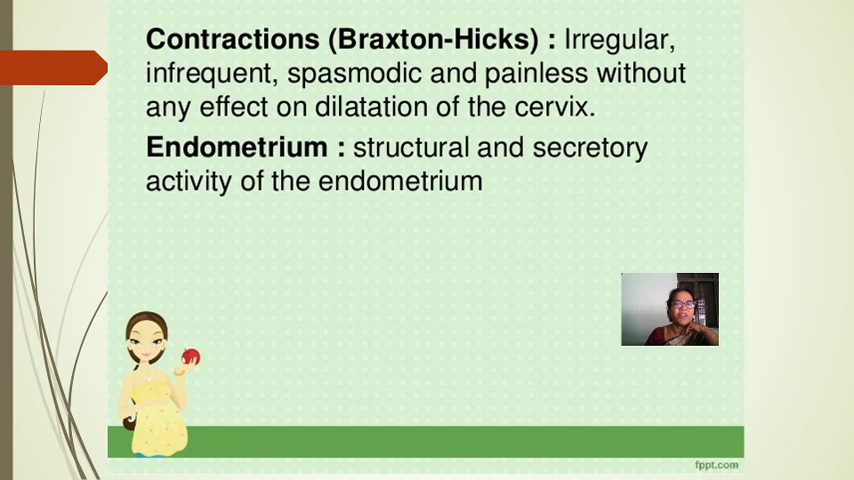 Contractions (Braxton-Hicks) : Irregular,
infrequent, spasmodic and painless without
any effect on dilatation of the cervix.
Endometrium : structural and secretory
activity of the endometrium
fppt.com